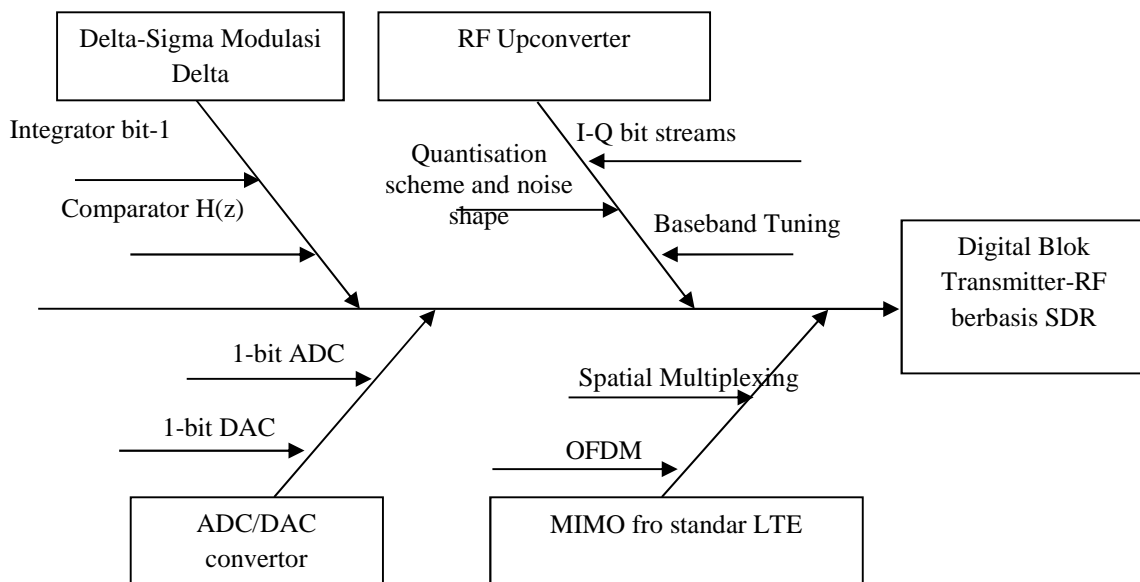 Delta-Sigma Modulasi
Delta
RF Upconverter
Integrator bit-1
I-Q bit streams
Quantisation
scheme and noise
shape
Comparator H(z)
Baseband Tuning
Digital Blok
Transmitter-RF
berbasis SDR
1-bit ADC
Spatial Multiplexing
1-bit DAC
OFDM
ADC/DAC
convertor
MIMO fro standar LTE